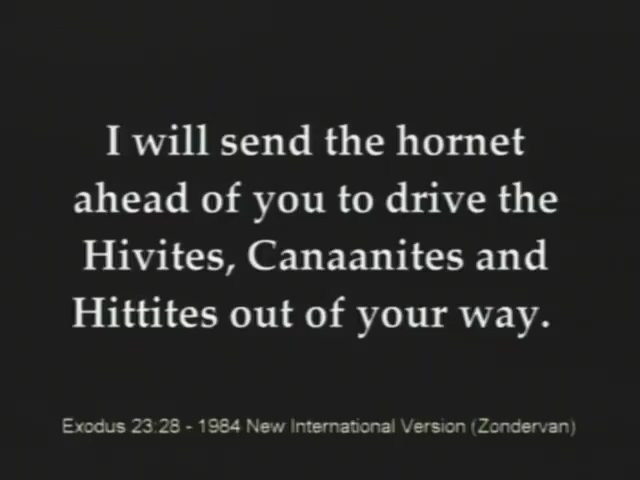 I will send the hornet
ahead of you to drive the
Hivites, Canaanites and
Hittites out of your way.
Exodus 23:28 - 1984 New International Version (Zondervan)